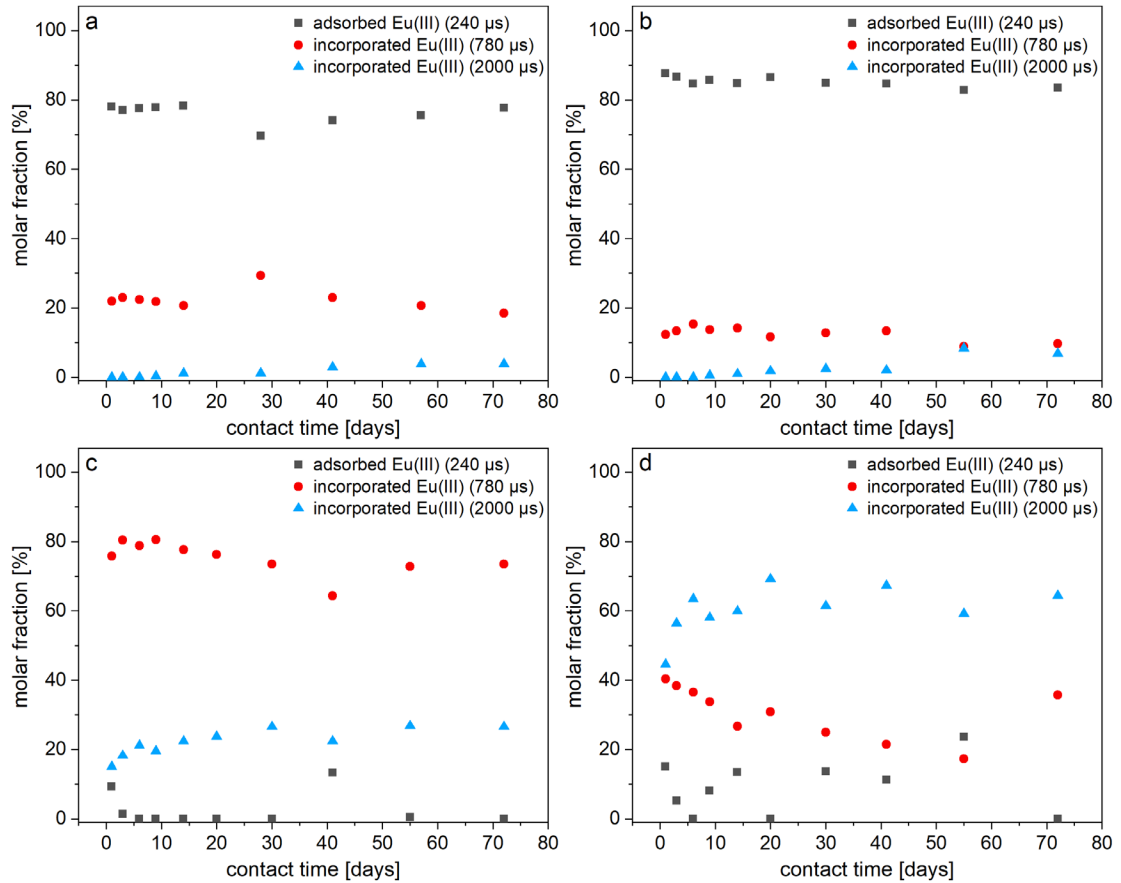 a
adsorbed Eu(III) (240 µs)
incorporated Eu(III) (780 µs)
incorporated Eu(III) (2000 µs)
100
80
60
40
20
0
molar fraction [%]
0 10 20 30 40 50 60 70 80
contact time [days]
b
adsorbed Eu(III) (240 µs)
incorporated Eu(III) (780 µs)
incorporated Eu(III) (2000 µs)
100
80
60
40
20
0
molar fraction [%]
0 10 20 30 40 50 60 70 80
contact time [days]
c
adsorbed Eu(III) (240 µs)
incorporated Eu(III) (780 µs)
incorporated Eu(III) (2000 µs)
100
80
60
40
20
0
molar fraction [%]
0 10 20 30 40 50 60 70 80
contact time [days]
d
adsorbed Eu(III) (240 µs)
incorporated Eu(III) (780 µs)
incorporated Eu(III) (2000 µs)
100
80
60
40
20
0
molar fraction [%]
0 10 20 30 40 50 60 70 80
contact time [days]